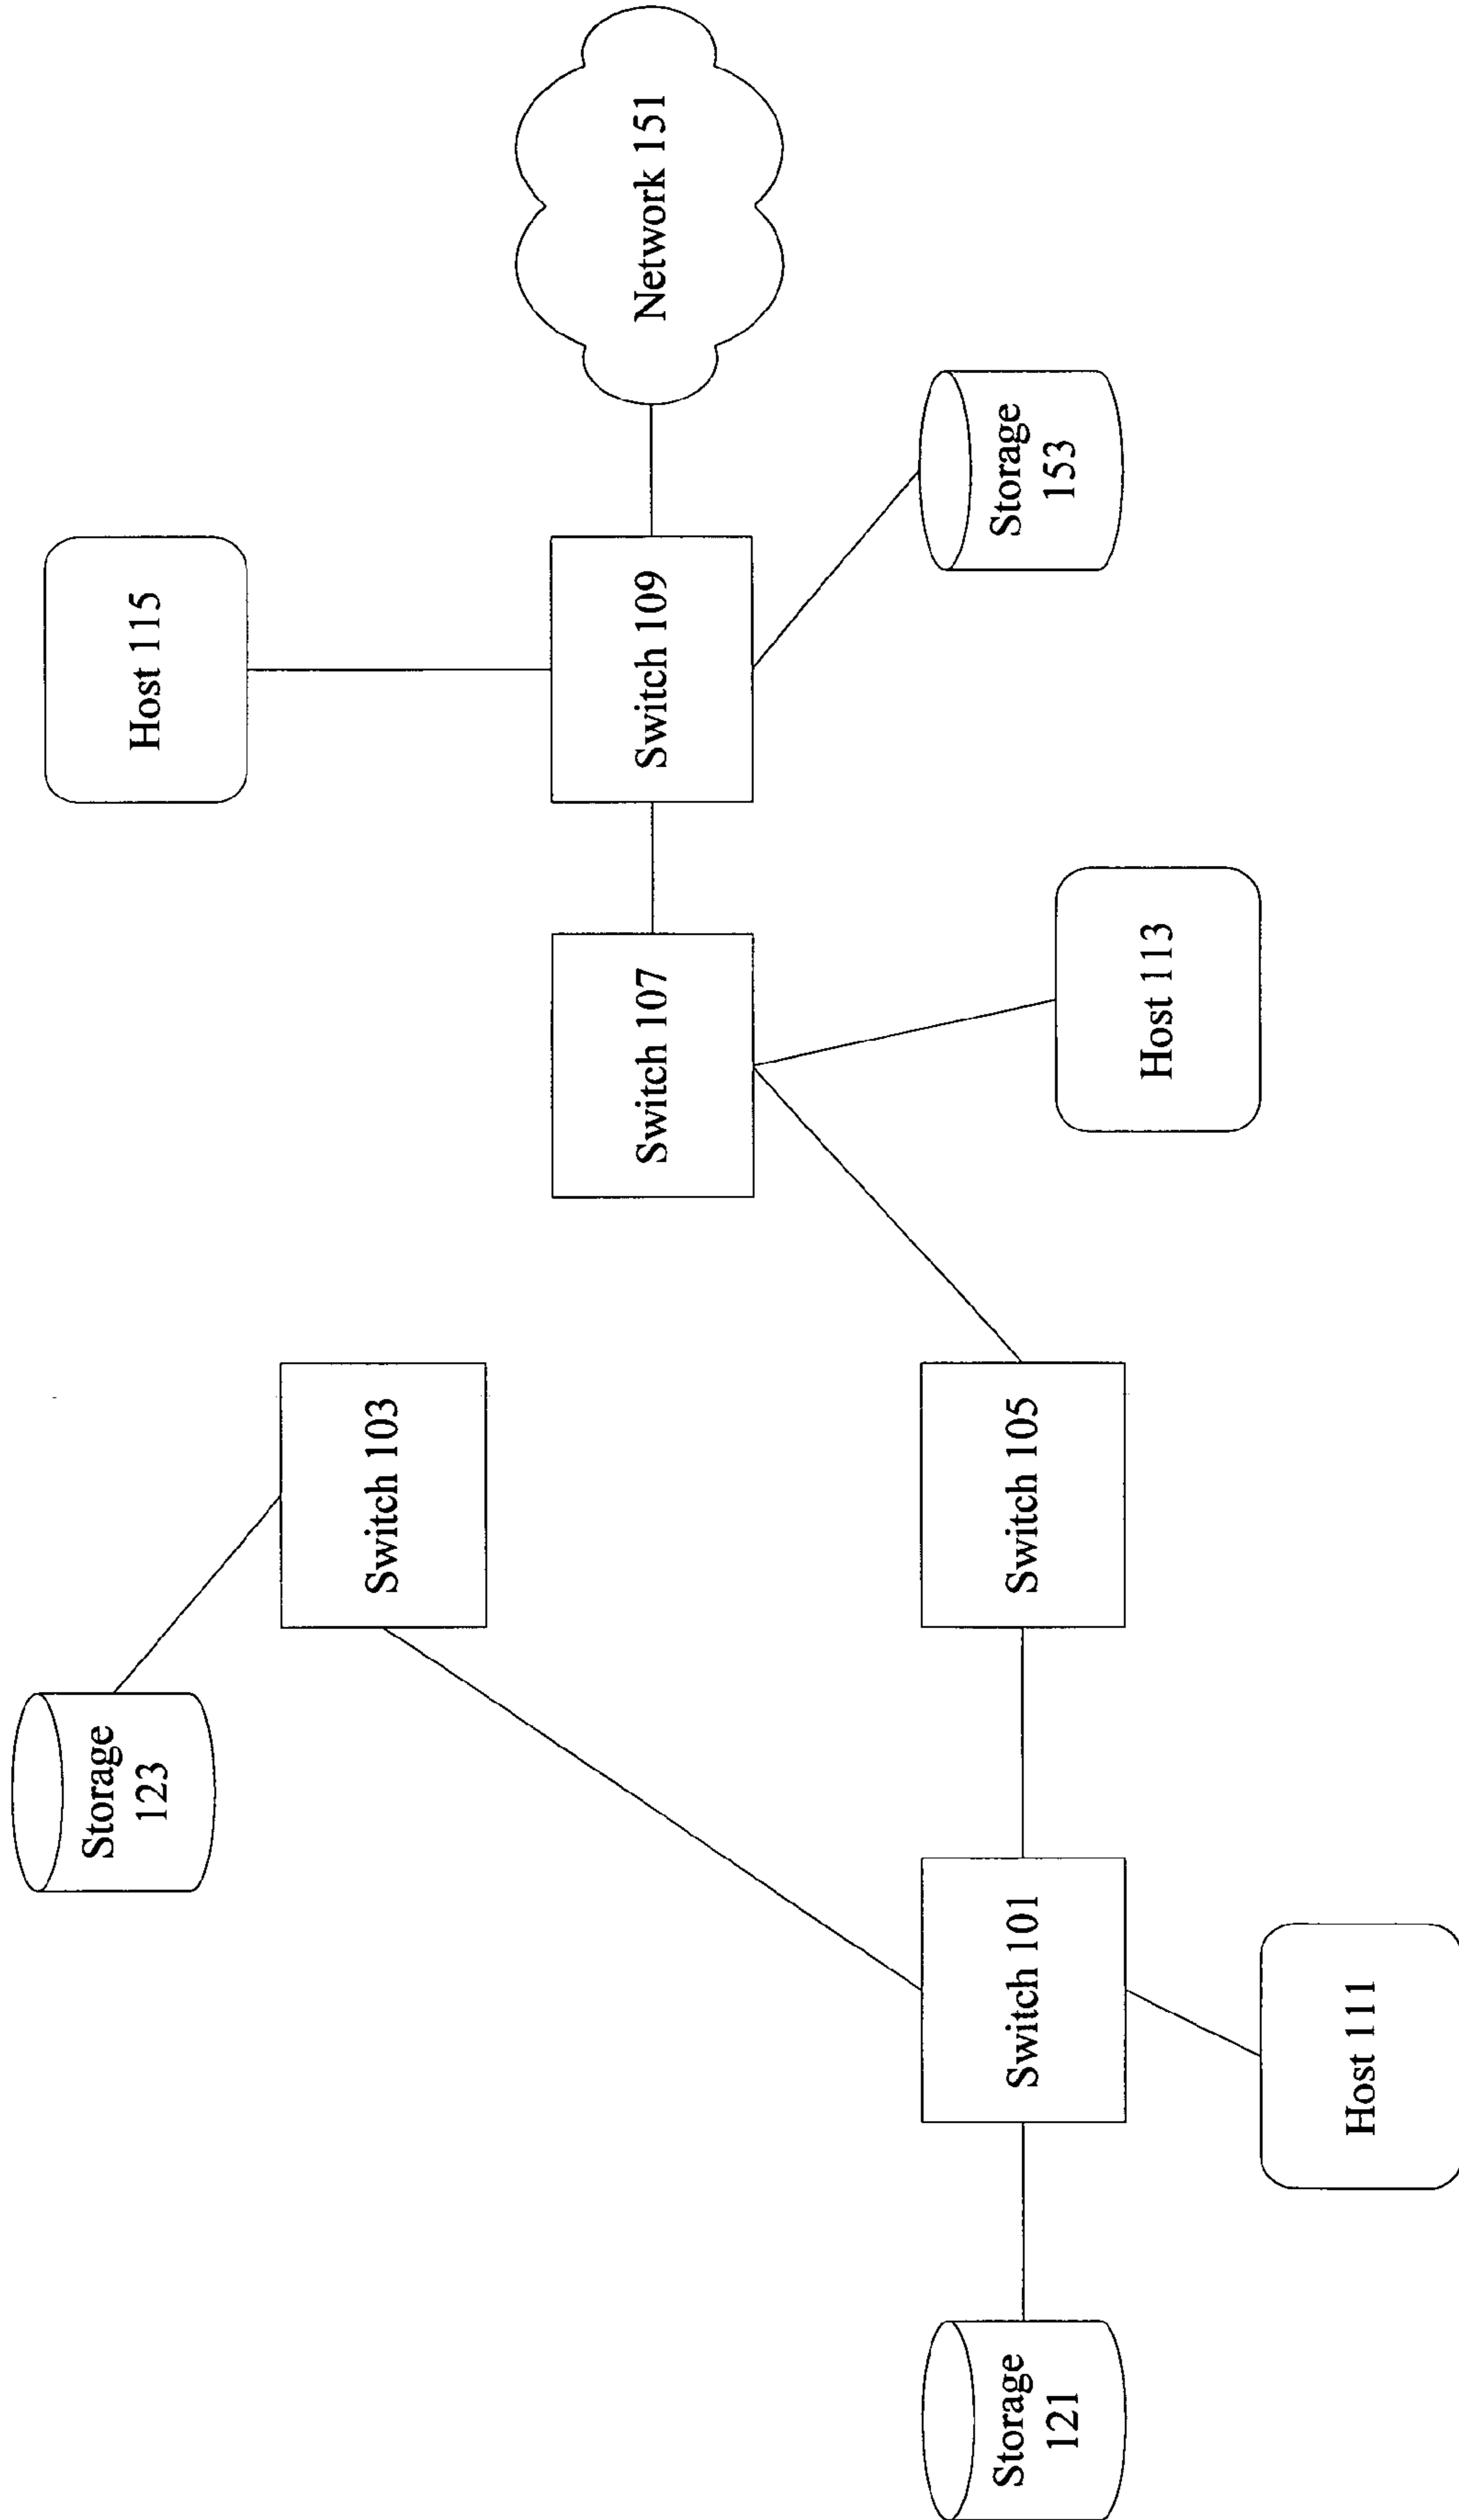 Storage
123
Host 115
Switch 103
Switch 107
Switch 109
Network 151
Storage
121
Switch 101
Switch 105
Storage
153
Host 113
Host 111